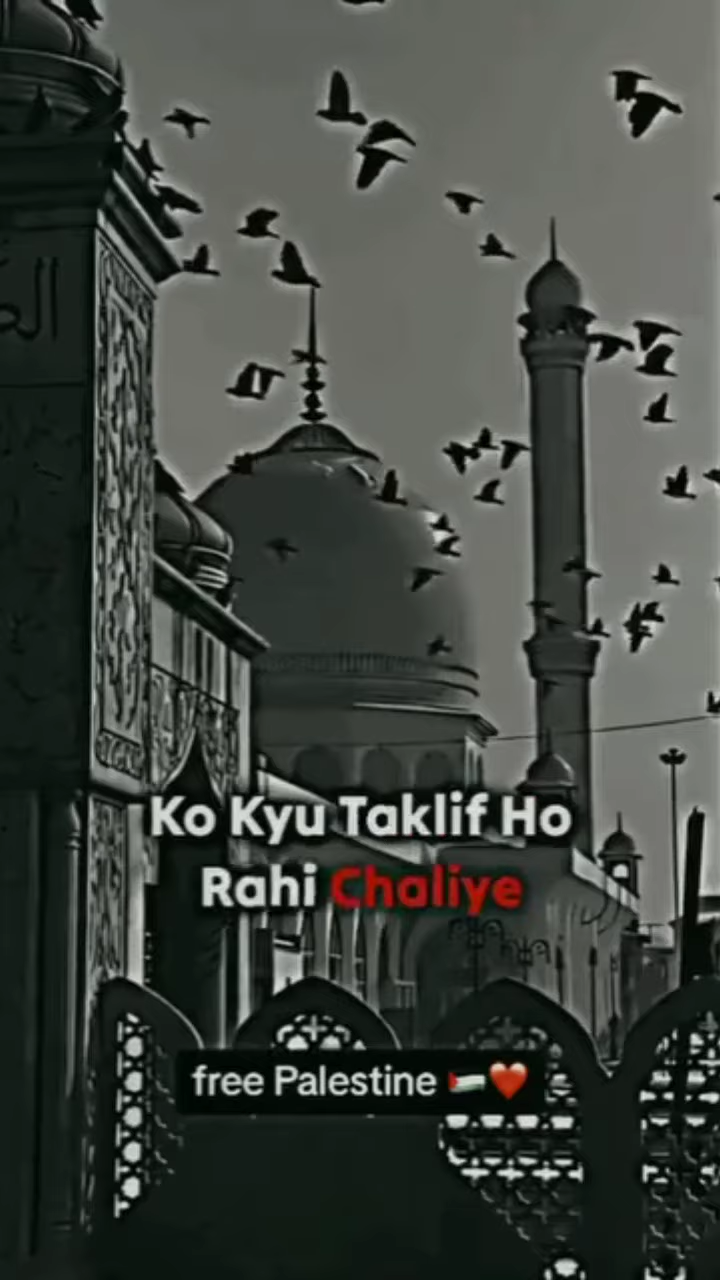 Ko Kyu Taklif Ho
Rahi Chaliye
free Palestine 🇵🇸❤️